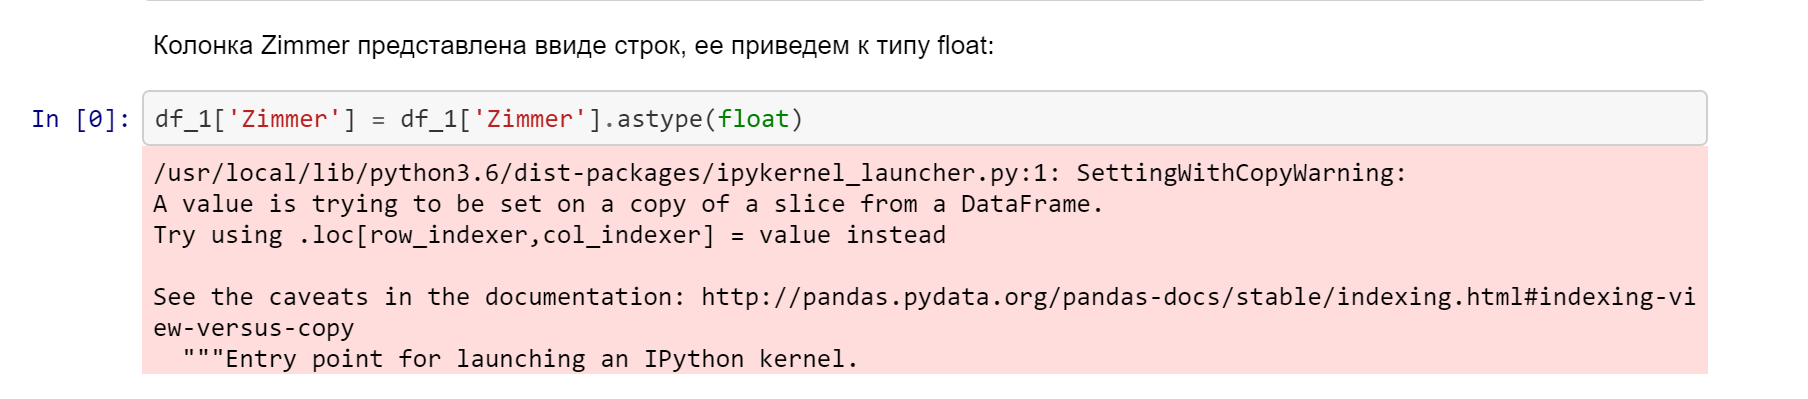 Колонка Zimmer представлена ввиде строк, ее приведем к типу float:
In [0]: df_1['Zimmer'] = df_1['Zimmer'].astype(float)
/usr/local/lib/python3.6/dist-packages/ipykernel_launcher.py:1: SettingWithCopyWarning:
A value is trying to be set on a copy of a slice from a DataFrame.
Try using .loc[row_indexer,col_indexer] = value instead
See the caveats in the documentation: http://pandas.pydata.org/pandas-docs/stable/indexing.html#indexing-vi
ew-versus-copy
"""Entry point for launching an IPython kernel.